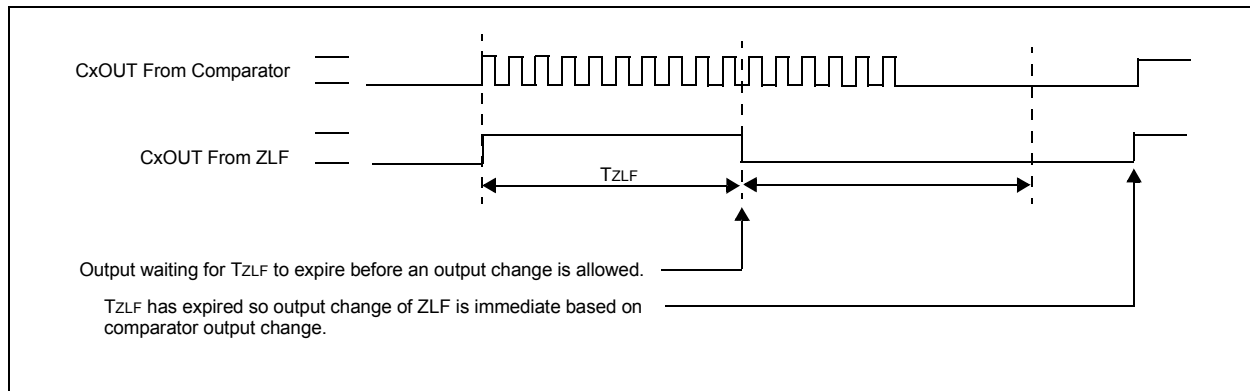 CxOUT From Comparator
CxOUT From ZLF
TZLF
Output waiting for TZLF to expire before an output change is allowed.
TZLF has expired so output change of ZLF is immediate based on
comparator output change.